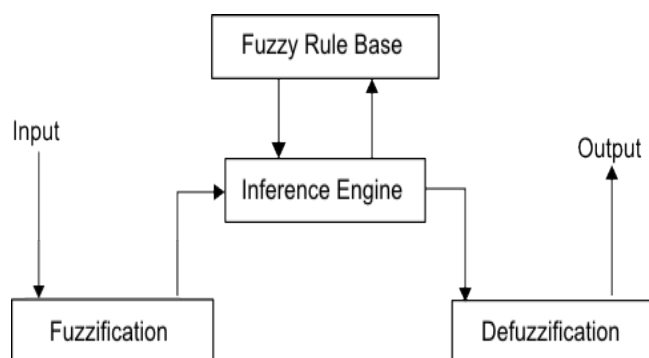 Fuzzy Rule Base
Input
Output
Inference Engine
Fuzzification
Defuzzification